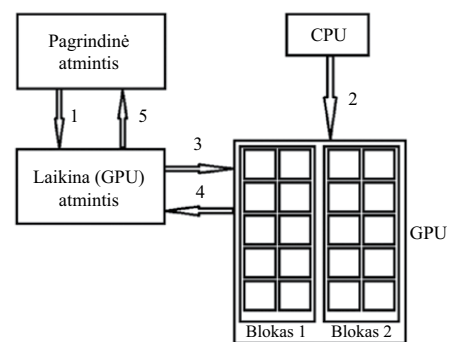 Pagrindinė
atmintis
CPU
1
5
2
3
Laikina (GPU)
atmintis
4
GPU
Blokas 1
Blokas 2